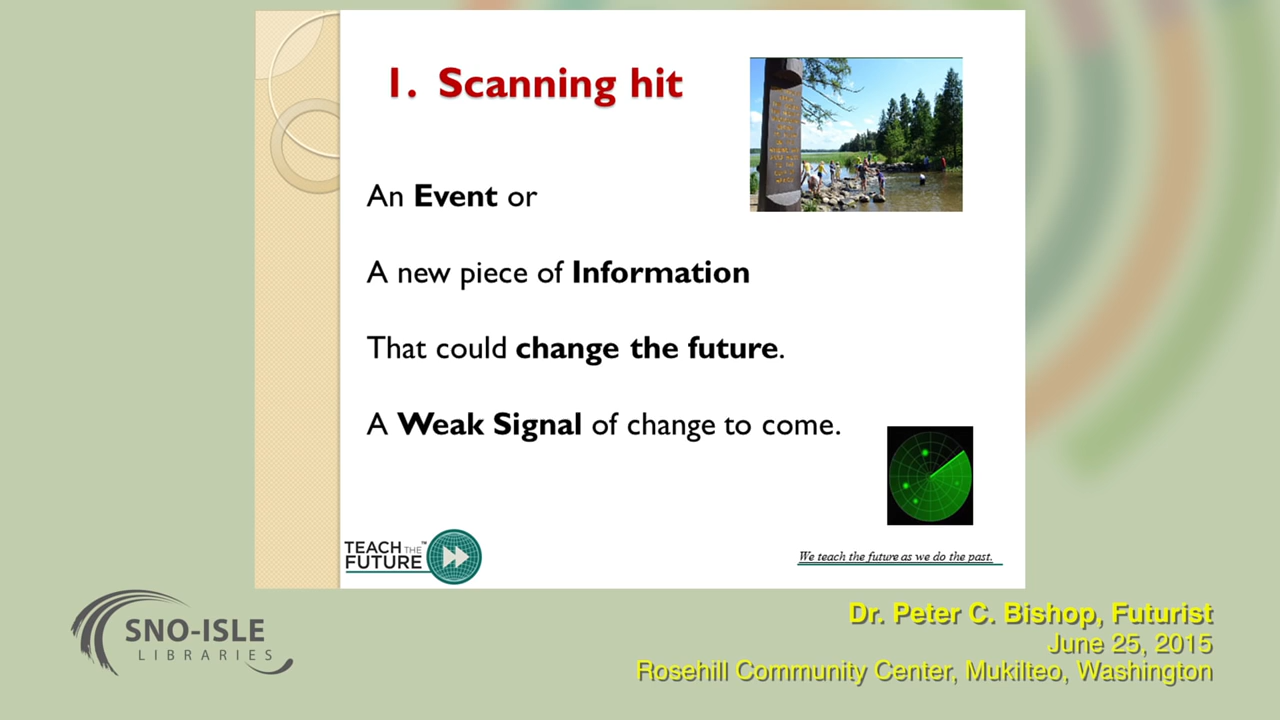 1. Scanning hit
An Event or
A new piece of Information
That could change the future.
A Weak Signal of change to come.
TEACH THE™
FUTURE
We teach the future as we do the past.
SNO-ISLE
LIBRARIES
Dr. Peter C. Bishop, Futurist
June 25, 2015
Rosehill Community Center, Mukilteo, Washington